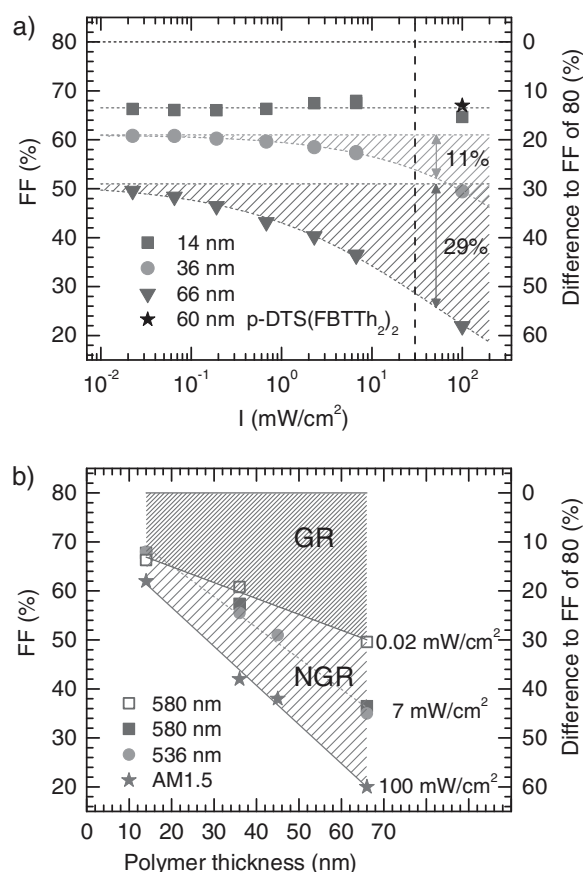 a)
80
70
60
50
40
30
20
FF (%)
0
10
20
30
40
50
60
Difference to FF of 80 (%)
11%
29%
14 nm
36 nm
66 nm
60 nm p-DTS(FBTTh₂)₂
10⁻² 10⁻¹ 10⁰ 10¹ 10²
I (mW/cm²)
b)
80
70
60
50
40
30
20
FF (%)
0
10
20
30
40
50
60
Difference to FF of 80 (%)
GR
NGR
0.02 mW/cm²
7 mW/cm²
100 mW/cm²
580 nm
580 nm
536 nm
AM1.5
0 10 20 30 40 50 60 70
Polymer thickness (nm)